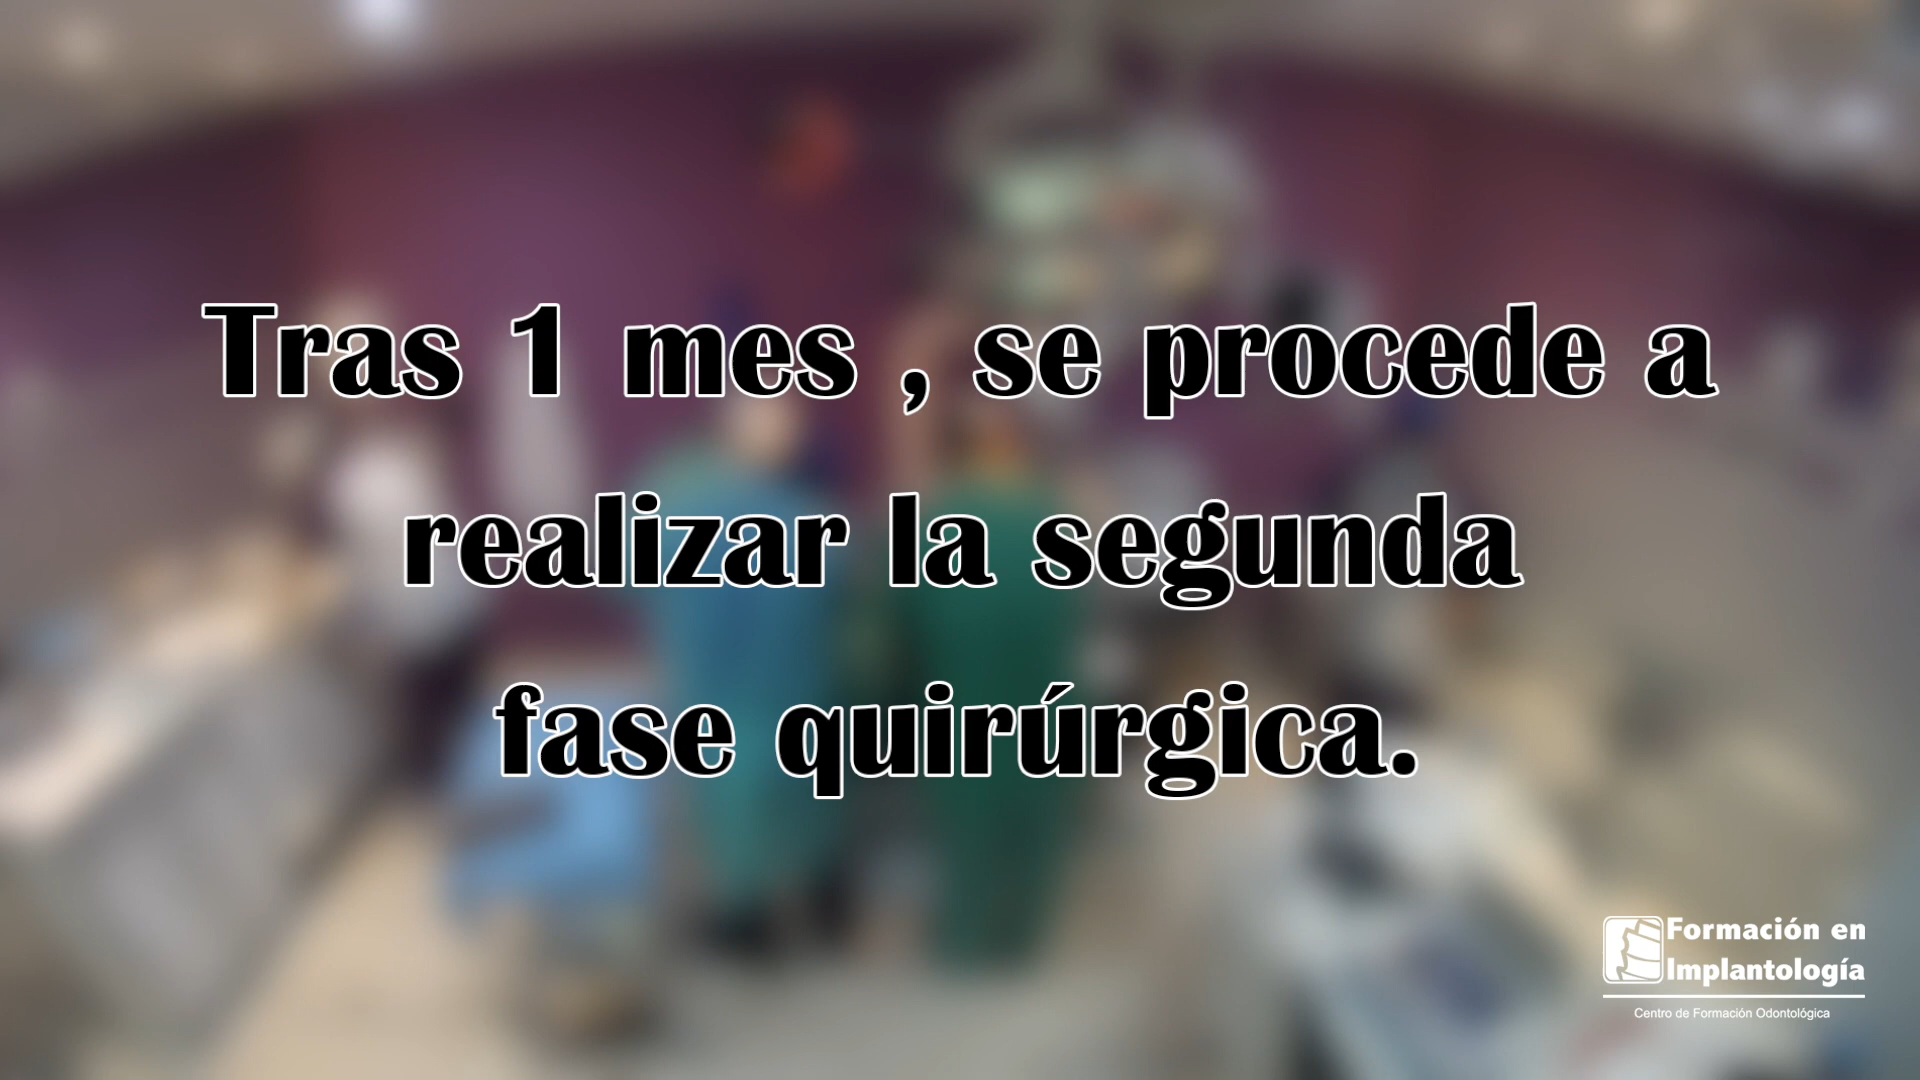 Tras 1 mes , se procede a
realizar la segunda
fase quirúrgica.
Formación en
Implantología
Centro de Formación Odontológica